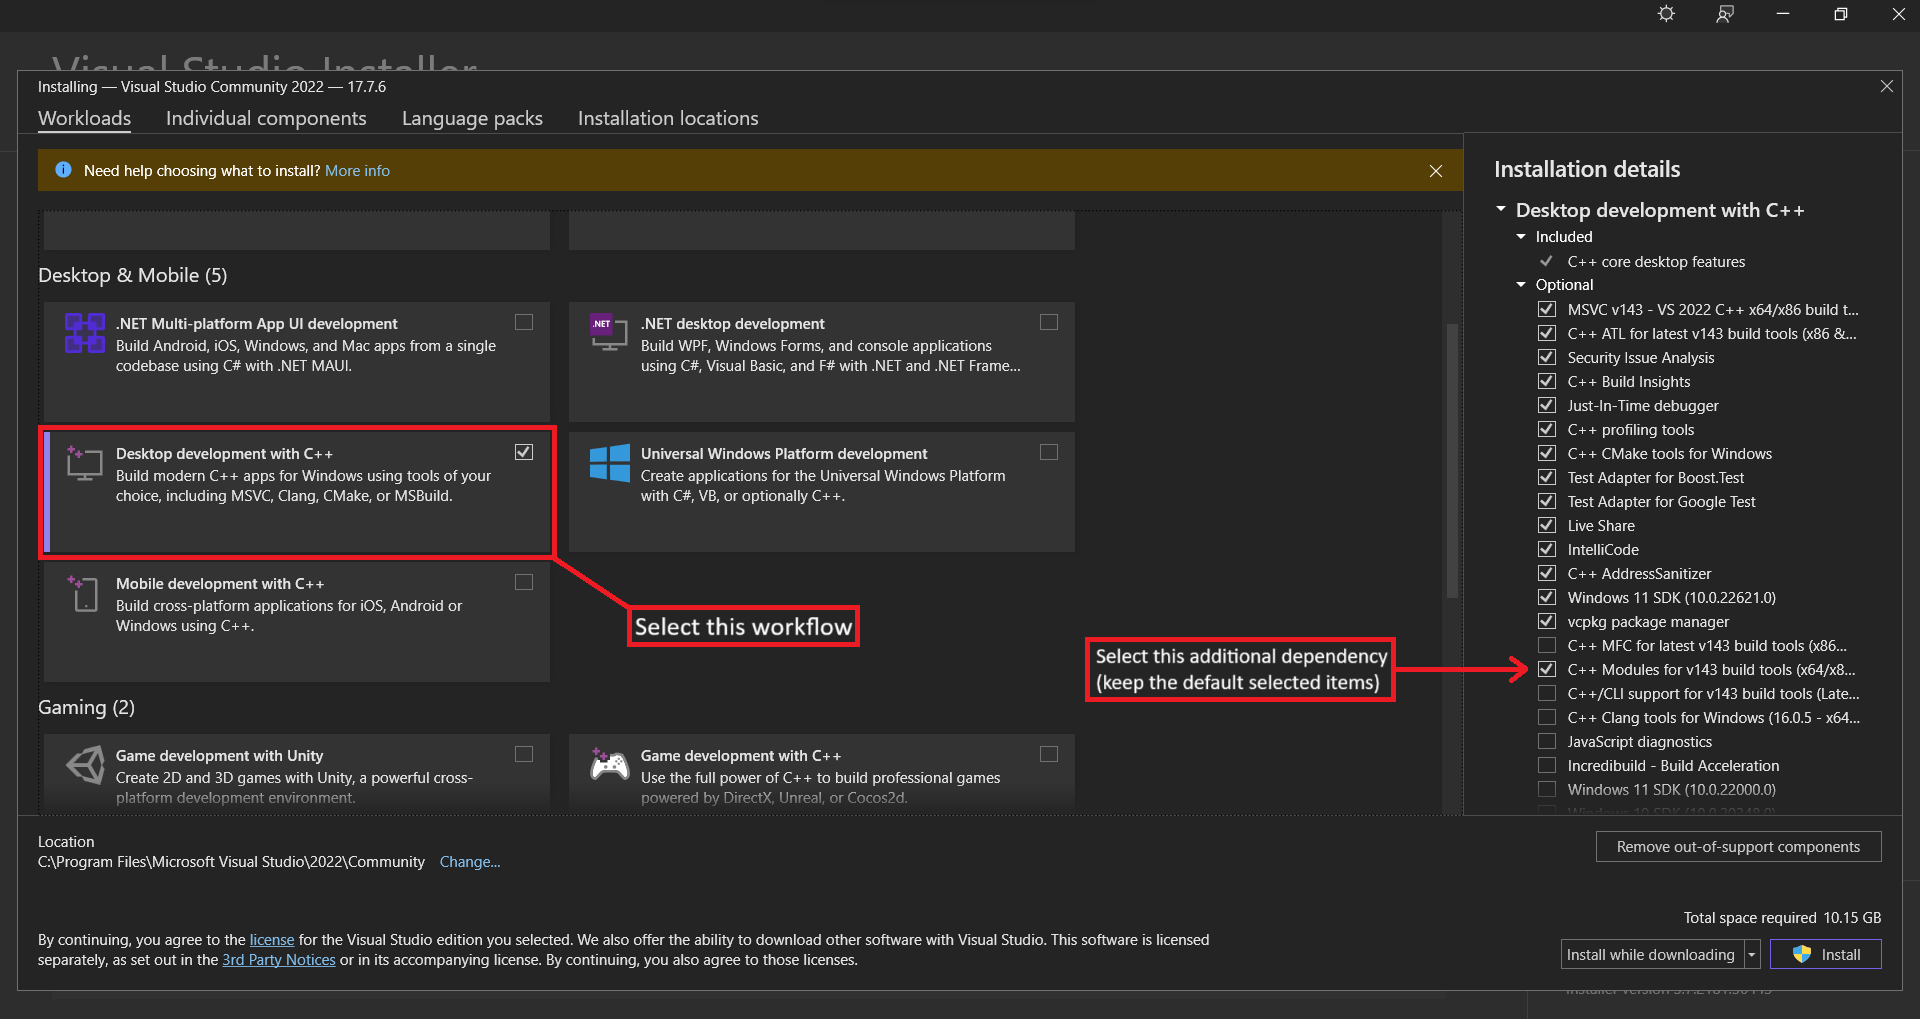 Visual Studio Installer
Installing — Visual Studio Community 2022 — 17.7.6
Workloads
Individual components
Language packs
Installation locations
Need help choosing what to install? More info
Desktop & Mobile (5)
.NET Multi-platform App UI development
Build Android, iOS, Windows, and Mac apps from a single
codebase using C# with .NET MAUI.
.NET
.NET desktop development
Build WPF, Windows Forms, and console applications
using C#, Visual Basic, and F# with .NET and .NET Frame...
Desktop development with C++
Build modern C++ apps for Windows using tools of your
choice, including MSVC, Clang, CMake, or MSBuild.
Universal Windows Platform development
Create applications for the Universal Windows Platform
with C#, VB, or optionally C++.
Mobile development with C++
Build cross-platform applications for iOS, Android or
Windows using C++.
Select this workflow
Select this additional dependency
(keep the default selected items)
Gaming (2)
Game development with Unity
Create 2D and 3D games with Unity, a powerful cross-
platform development environment.
Game development with C++
Use the full power of C++ to build professional games
powered by DirectX, Unreal, or Cocos2d.
Installation details
Desktop development with C++
Included
C++ core desktop features
Optional
MSVC v143 - VS 2022 C++ x64/x86 build t...
C++ ATL for latest v143 build tools (x86 &...
Security Issue Analysis
C++ Build Insights
Just-In-Time debugger
C++ profiling tools
C++ CMake tools for Windows
Test Adapter for Boost.Test
Test Adapter for Google Test
Live Share
IntelliCode
C++ AddressSanitizer
Windows 11 SDK (10.0.22621.0)
vcpkg package manager
C++ MFC for latest v143 build tools (x86...
C++ Modules for v143 build tools (x64/x8...
C++/CLI support for v143 build tools (Late...
C++ Clang tools for Windows (16.0.5 - x64...
JavaScript diagnostics
Incredibuild - Build Acceleration
Windows 11 SDK (10.0.22000.0)
Windows 10 SDK (10.0.20348.0)
Location
C:\Program Files\Microsoft Visual Studio\2022\Community Change...
Remove out-of-support components
Total space required 10.15 GB
By continuing, you agree to the license for the Visual Studio edition you selected. We also offer the ability to download other software with Visual Studio. This software is licensed
separately, as set out in the 3rd Party Notices or in its accompanying license. By continuing, you also agree to those licenses.
Install while downloading
Install